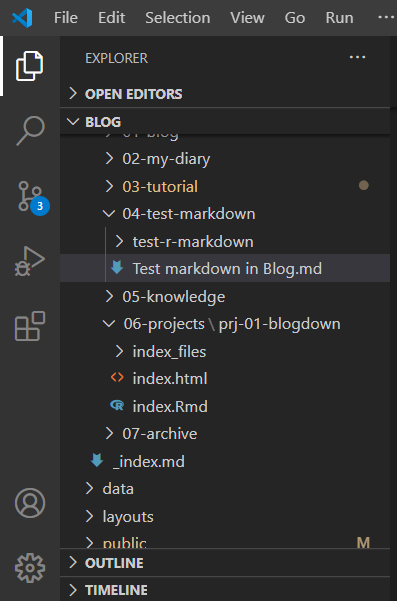 File Edit Selection View Go Run ...
EXPLORER ...
OPEN EDITORS
BLOG
01-blog
02-my-diary
03-tutorial
04-test-markdown
test-r-markdown
Test markdown in Blog.md
05-knowledge
06-projects \ prj-01-blogdown
index_files
index.html
index.Rmd
07-archive
_index.md
data
layouts
public M
OUTLINE
TIMELINE
3